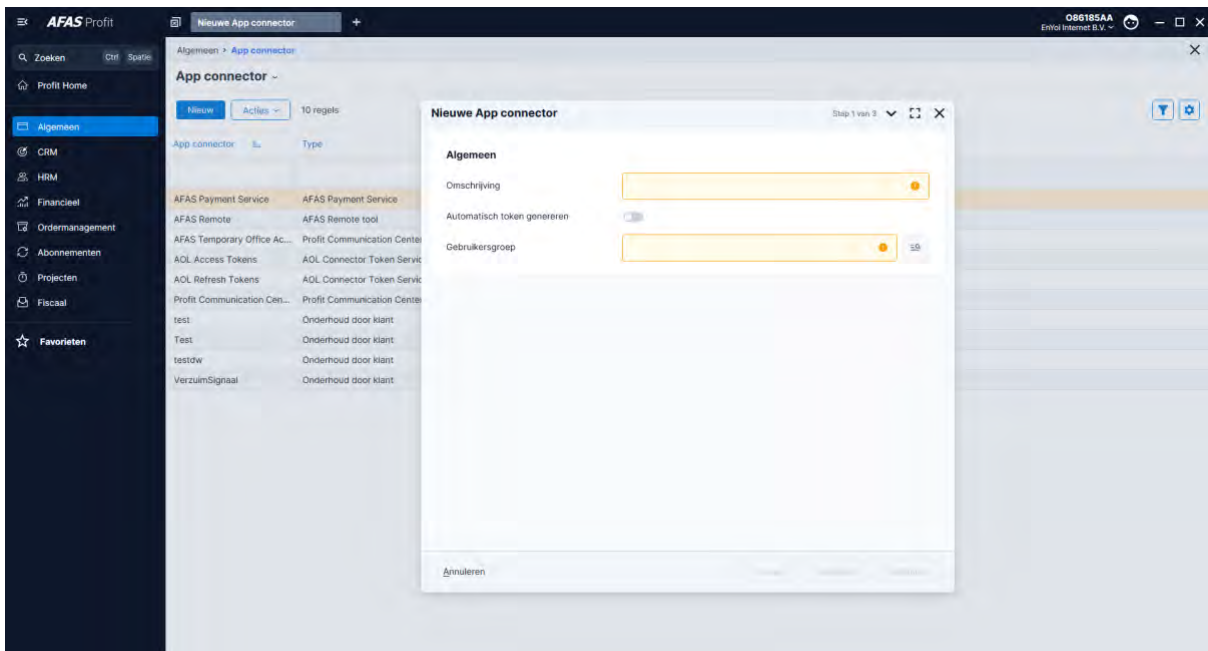 AFAS Profit
Nieuwe App connector
+
O86185AA
EnYoi Internet B.V.
Zoeken Ctrl Spatie
Profit Home
Algemeen
CRM
HRM
Financieel
Ordermanagement
Abonnementen
Projecten
Fiscaal
Favorieten
Algemeen > App connector
App connector
Nieuw Acties 10 regels
App connector Type
AFAS Payment Service AFAS Payment Service
AFAS Remote AFAS Remote tool
AFAS Temporary Office Ac... Profit Communication Center
AOL Access Tokens AOL Connector Token Servic
AOL Refresh Tokens AOL Connector Token Servic
Profit Communication Cen... Profit Communication Center
test Onderhoud door klant
Test Onderhoud door klant
testdw Onderhoud door klant
VerzuimSignaal Onderhoud door klant
Nieuwe App connector Stap 1 van 3
Algemeen
Omschrijving
Automatisch token genereren
Gebruikersgroep
Annuleren